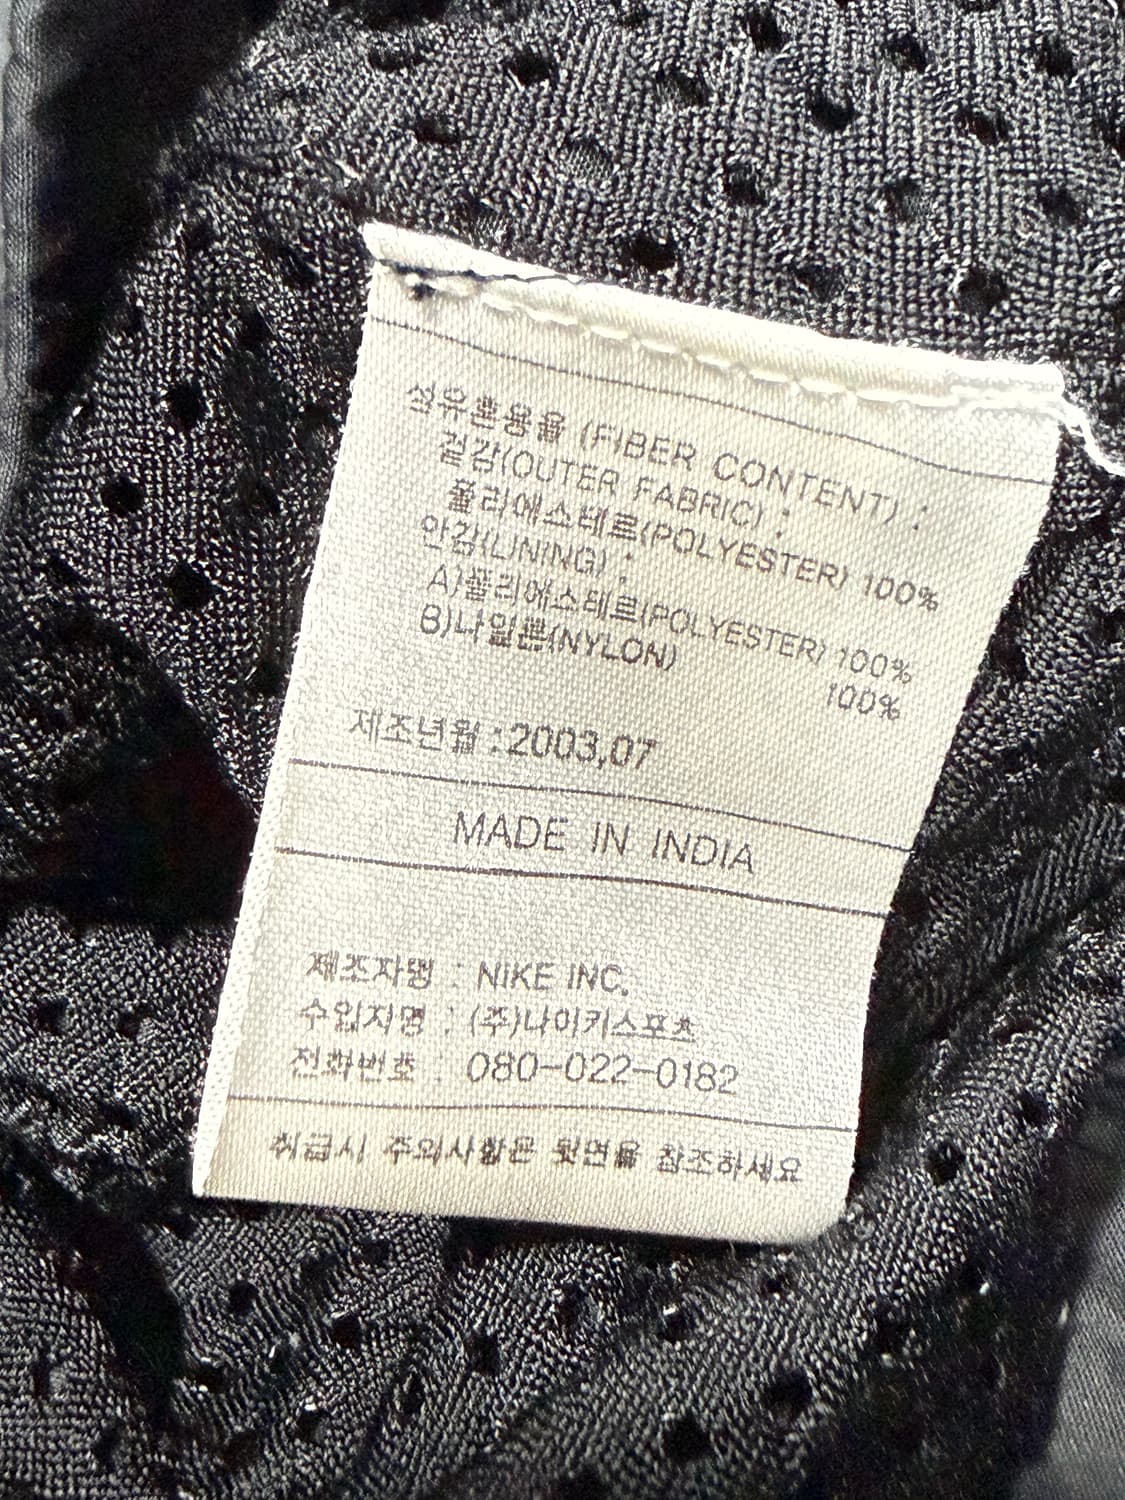 섬유혼용율 (FIBER CONTENT) :
겉감(OUTER FABRIC) :
폴리에스테르(POLYESTER) 100%
안감(LINING) :
A)폴리에스테르(POLYESTER) 100%
B)나일론(NYLON) 100%
제조년월 :2003.07
MADE IN INDIA
제조자명 : NIKE INC.
수입자명 : (주)나이키스포츠
전화번호 : 080-022-0182
취급시 주의사항은 뒷면을 참조하세요